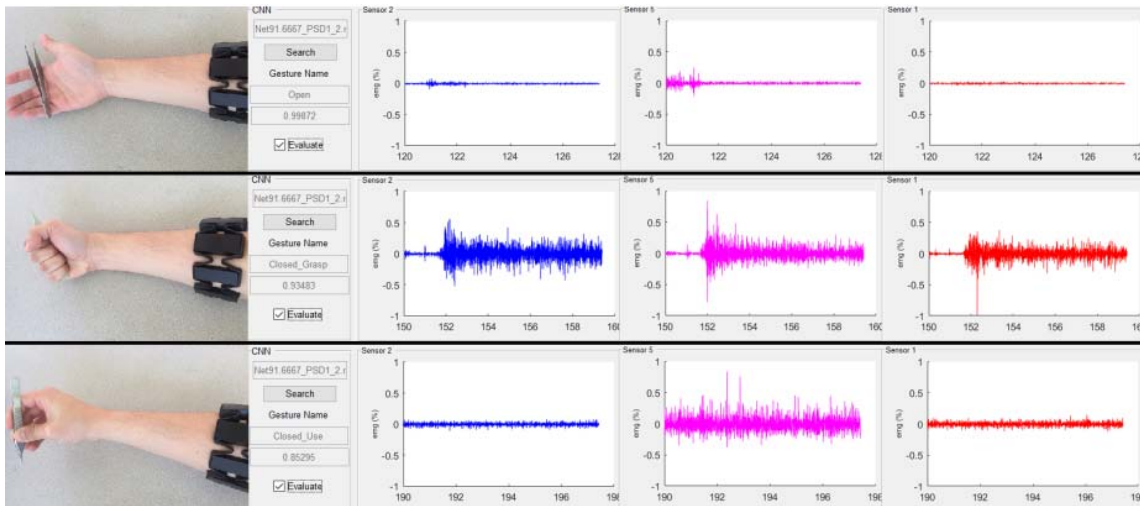 CNN
Net91.6667_PSD1_2.r
Search
Gesture Name
Open
0.99872
Evaluate
Sensor 2
emg (%)
1
0.5
0
-0.5
-1
120 122 124 126
Sensor 5
emg (%)
1
0.5
0
-0.5
-1
120 122 124 126
Sensor 1
emg (%)
1
0.5
0
-0.5
-1
120 122 124 126
CNN
Net91.6667_PSD1_2.r
Search
Gesture Name
Closed_Grasp
0.93483
Evaluate
Sensor 2
emg (%)
1
0.5
0
-0.5
-1
150 152 154 156 158 160
Sensor 5
emg (%)
1
0.5
0
-0.5
-1
150 152 154 156 158
Sensor 1
emg (%)
1
0.5
0
-0.5
-1
150 152 154 156 158
CNN
Net91.6667_PSD1_2.r
Search
Gesture Name
Closed_Use
0.85295
Evaluate
Sensor 2
emg (%)
1
0.5
0
-0.5
-1
190 192 194 196 198
Sensor 5
emg (%)
1
0.5
0
-0.5
-1
190 192 194 196 198
Sensor 1
emg (%)
1
0.5
0
-0.5
-1
190 192 194 196